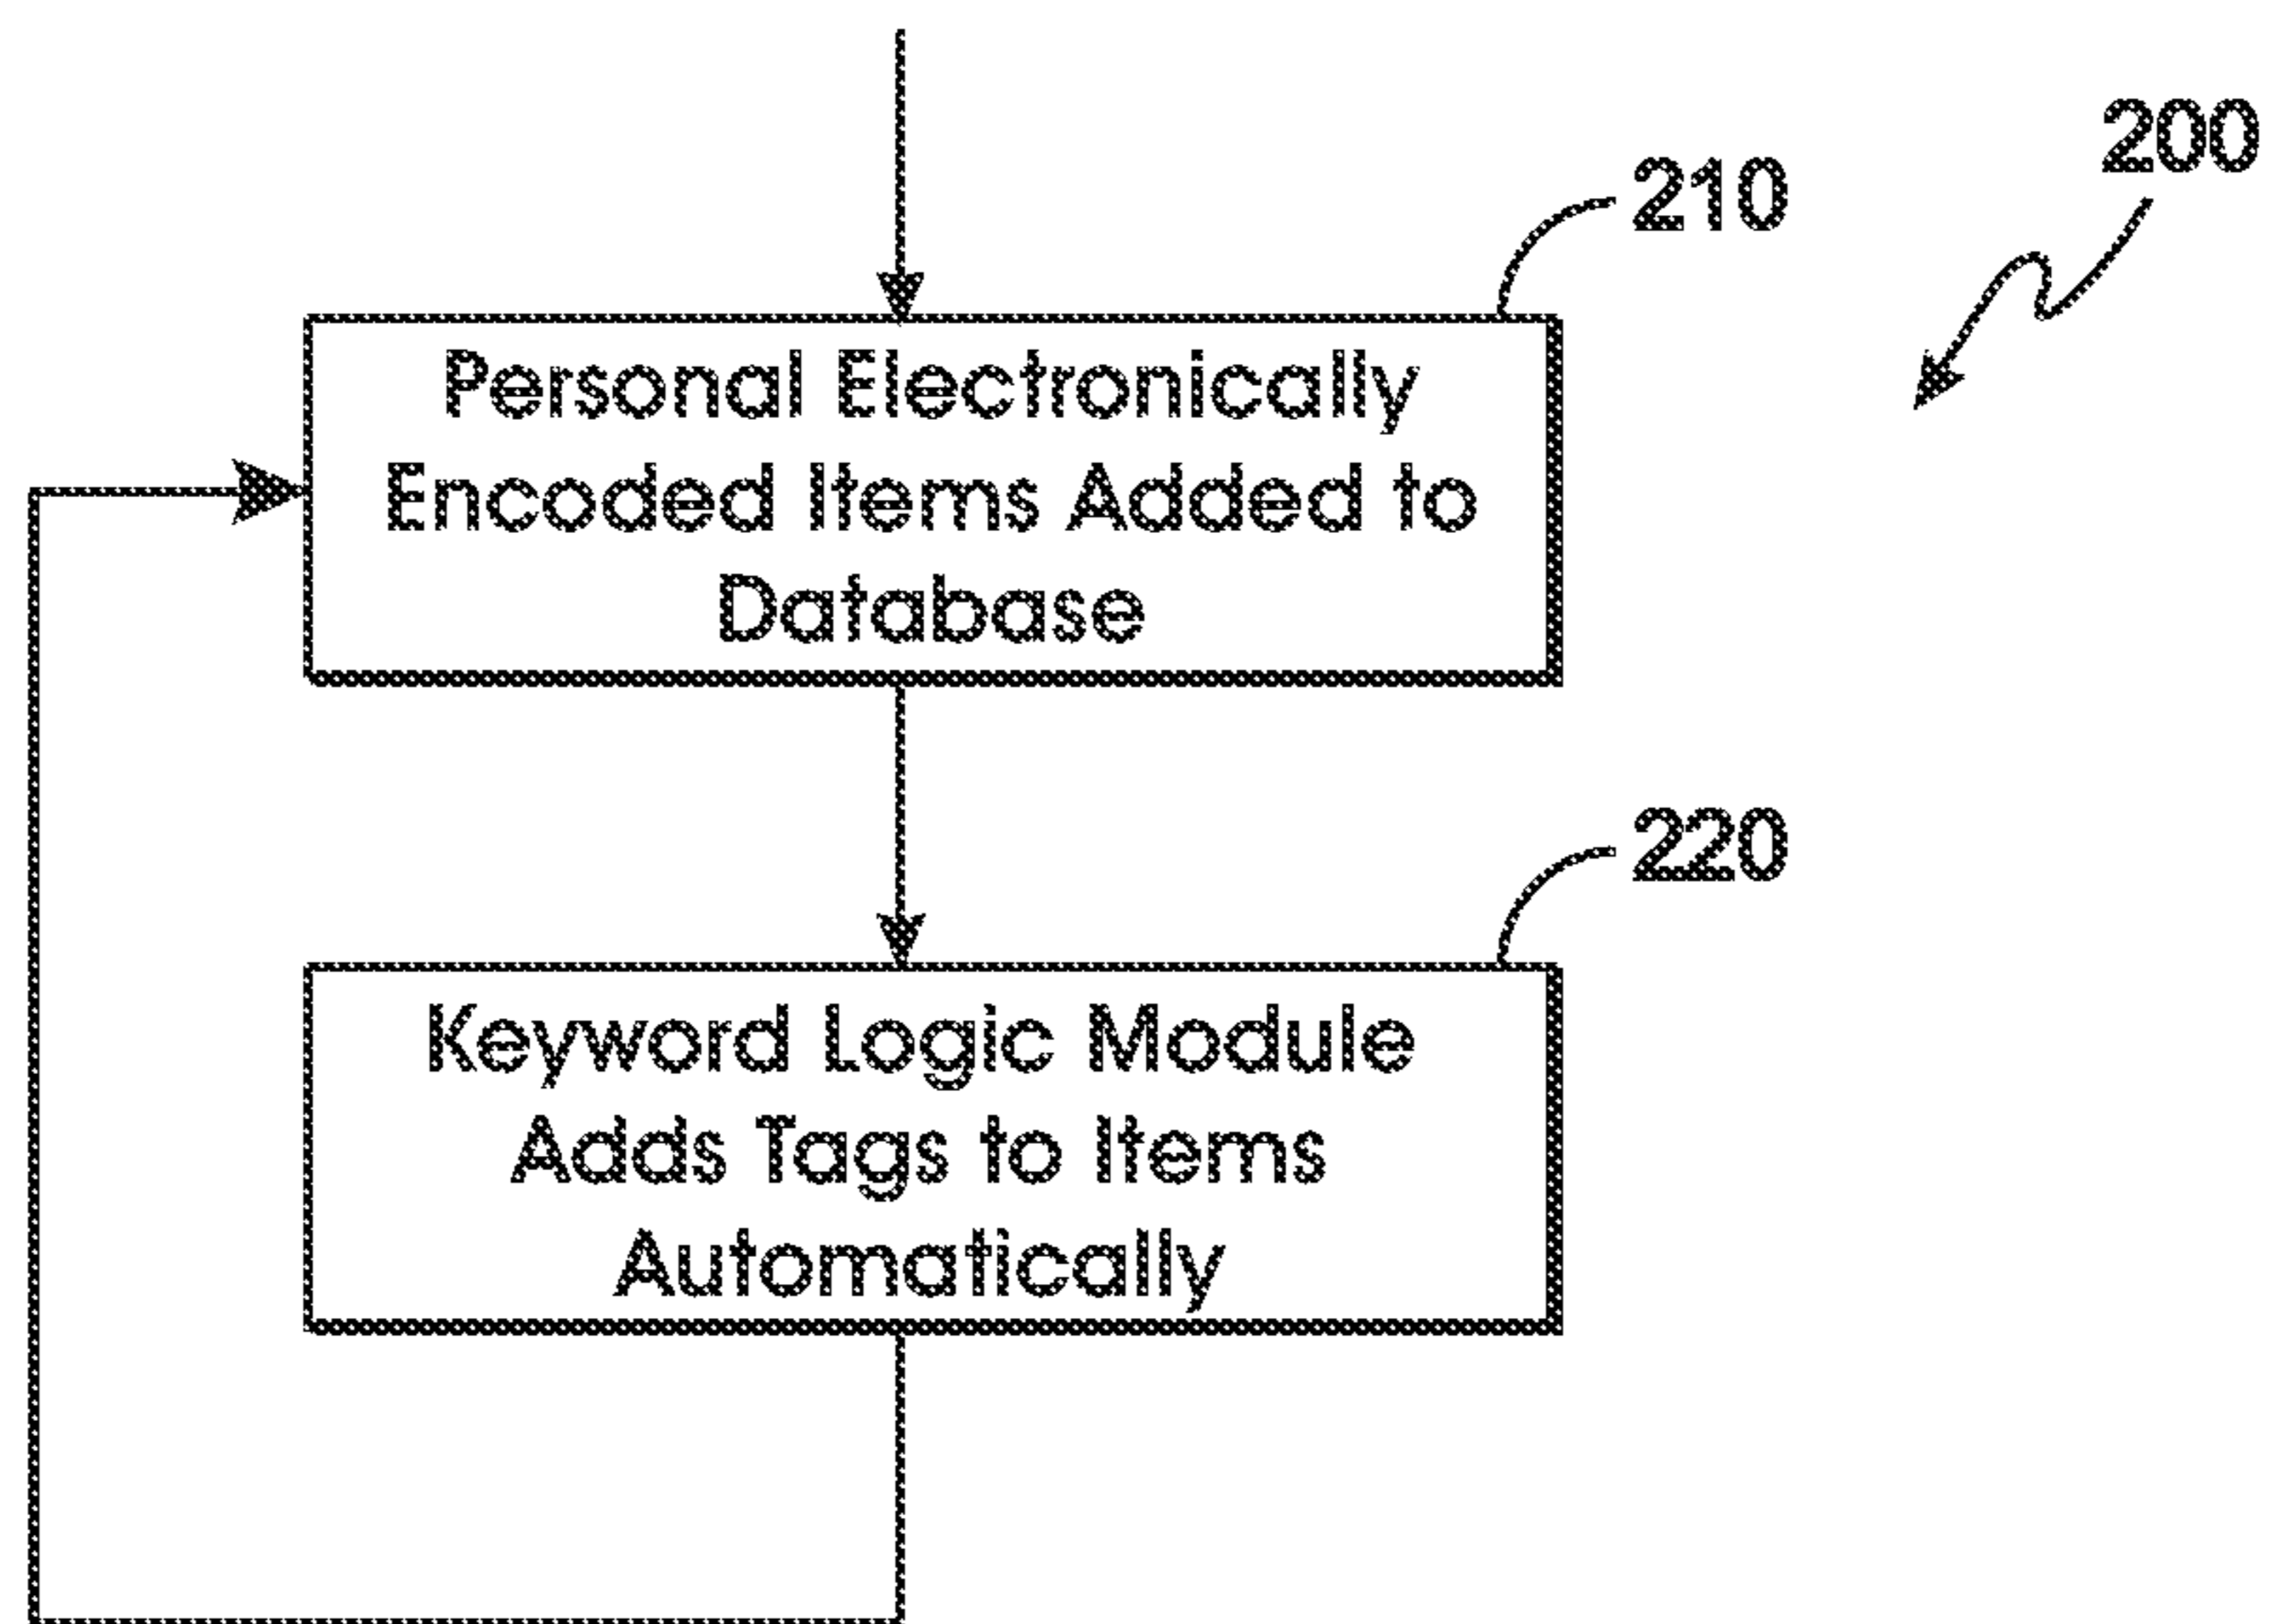 200
210
Personal Electronically
Encoded Items Added to
Database
220
Keyword Logic Module
Adds Tags to Items
Automatically